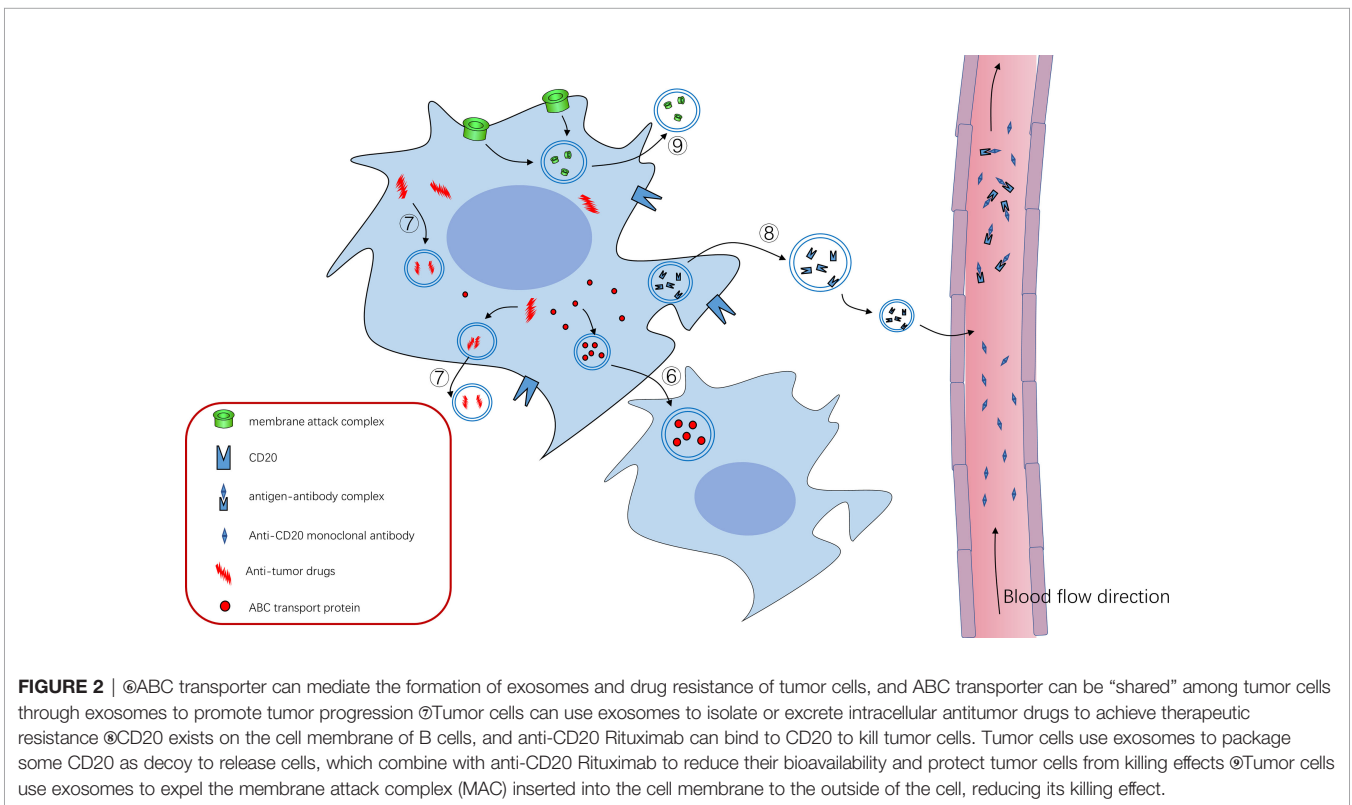 ⑨
⑦
⑧
⑦
⑥
membrane attack complex
CD20
antigen-antibody complex
Anti-CD20 monoclonal antibody
Anti-tumor drugs
ABC transport protein
Blood flow direction
FIGURE 2 | ⑥ABC transporter can mediate the formation of exosomes and drug resistance of tumor cells, and ABC transporter can be “shared” among tumor cells
through exosomes to promote tumor progression ⑦Tumor cells can use exosomes to isolate or excrete intracellular antitumor drugs to achieve therapeutic
resistance ⑧CD20 exists on the cell membrane of B cells, and anti-CD20 Rituximab can bind to CD20 to kill tumor cells. Tumor cells use exosomes to package
some CD20 as decoy to release cells, which combine with anti-CD20 Rituximab to reduce their bioavailability and protect tumor cells from killing effects ⑨Tumor cells
use exosomes to expel the membrane attack complex (MAC) inserted into the cell membrane to the outside of the cell, reducing its killing effect.